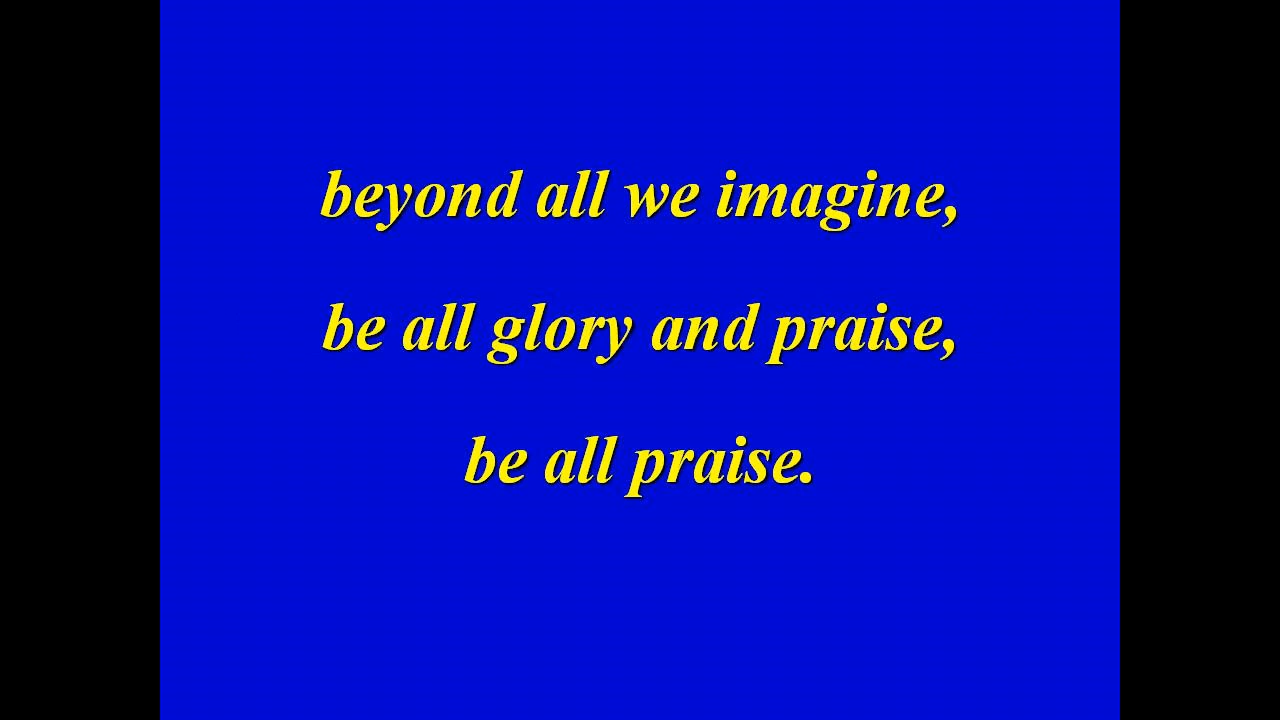 beyond all we imagine,
be all glory and praise,
be all praise.